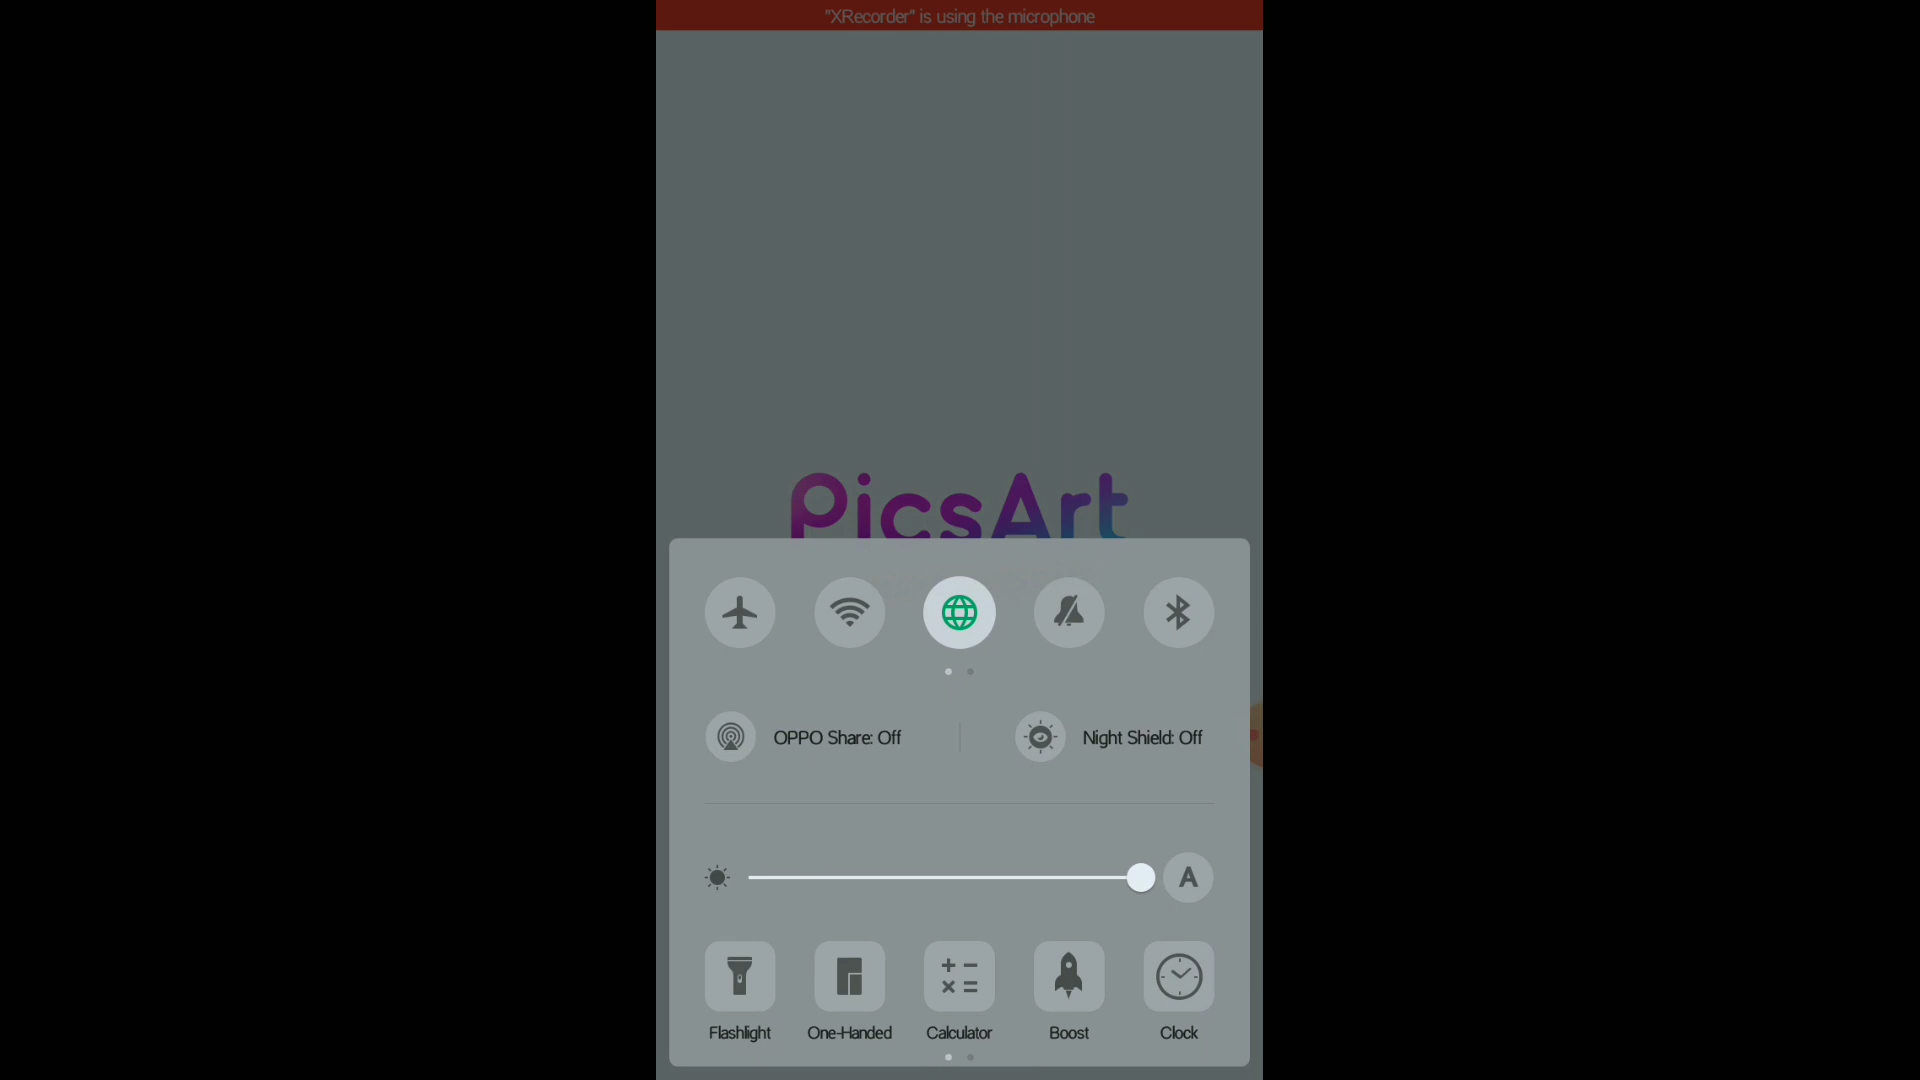 "XRecorder" is using the microphone
PicsArt
OPPO Share: Off
Night Shield: Off
A
Flashlight
One-Handed
Calculator
Boost
Clock